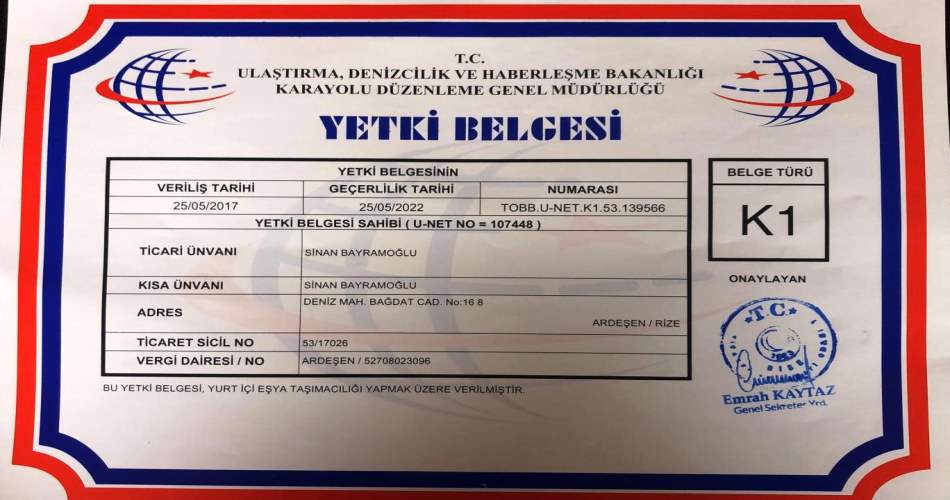 T.C.
ULAŞTIRMA, DENİZCİLİK VE HABERLEŞME BAKANLIĞI
KARAYOLU DÜZENLEME GENEL MÜDÜRLÜĞÜ
YETKİ BELGESİ
YETKİ BELGESİNİN
VERİLİŞ TARİHİ GEÇERLİLİK TARİHİ NUMARASI
25/05/2017 25/05/2022 TOBB.U-NET.K1.53.139566
YETKİ BELGESİ SAHİBİ ( U-NET NO = 107448 )
TİCARİ ÜNVANI SİNAN BAYRAMOĞLU
KISA ÜNVANI SİNAN BAYRAMOĞLU
ADRES DENİZ MAH. BAĞDAT CAD. No:16 8
ARDEŞEN / RİZE
TİCARET SİCİL NO 53/17026
VERGİ DAİRESİ / NO ARDEŞEN / 52708023096
BU YETKİ BELGESİ, YURT İÇİ EŞYA TAŞIMACILIĞI YAPMAK ÜZERE VERİLMİŞTİR.
BELGE TÜRÜ
K1
ONAYLAYAN
T.C.
Emrah KAYTAZ
Genel Sekreter Yrd.